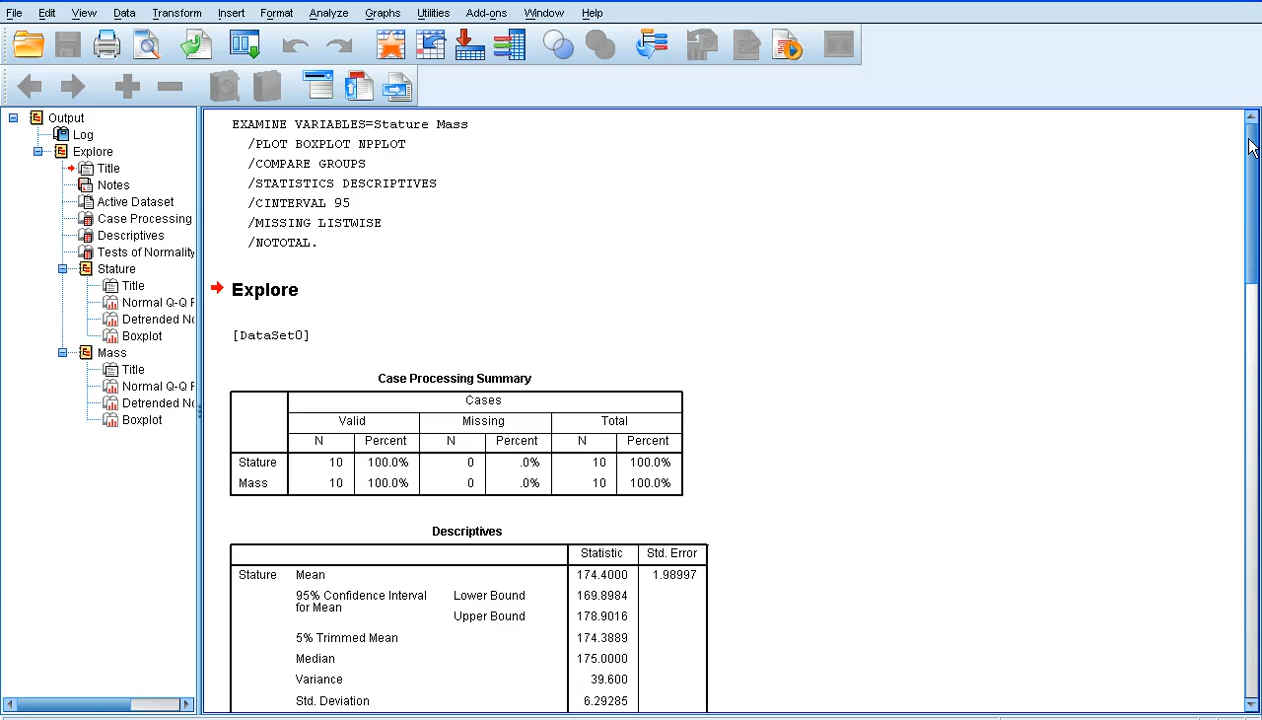 File Edit View Data Transform Insert Format Analyze Graphs Utilities Add-ons Window Help
Output
Log
Explore
Title
Notes
Active Dataset
Case Processing
Descriptives
Tests of Normality
Stature
Title
Normal Q-Q P
Detrended No
Boxplot
Mass
Title
Normal Q-Q P
Detrended No
Boxplot
EXAMINE VARIABLES=Stature Mass
/PLOT BOXPLOT NPPLOT
/COMPARE GROUPS
/STATISTICS DESCRIPTIVES
/CINTERVAL 95
/MISSING LISTWISE
/NOTOTAL.
Explore
[DataSet0]
Case Processing Summary
Cases
Valid Missing Total
N Percent N Percent N Percent
Stature 10 100.0% 0 .0% 10 100.0%
Mass 10 100.0% 0 .0% 10 100.0%
Descriptives
Statistic Std. Error
Stature Mean 174.4000 1.98997
95% Confidence Interval Lower Bound 169.8984
for Mean
Upper Bound 178.9016
5% Trimmed Mean 174.3889
Median 175.0000
Variance 39.600
Std. Deviation 6.29285